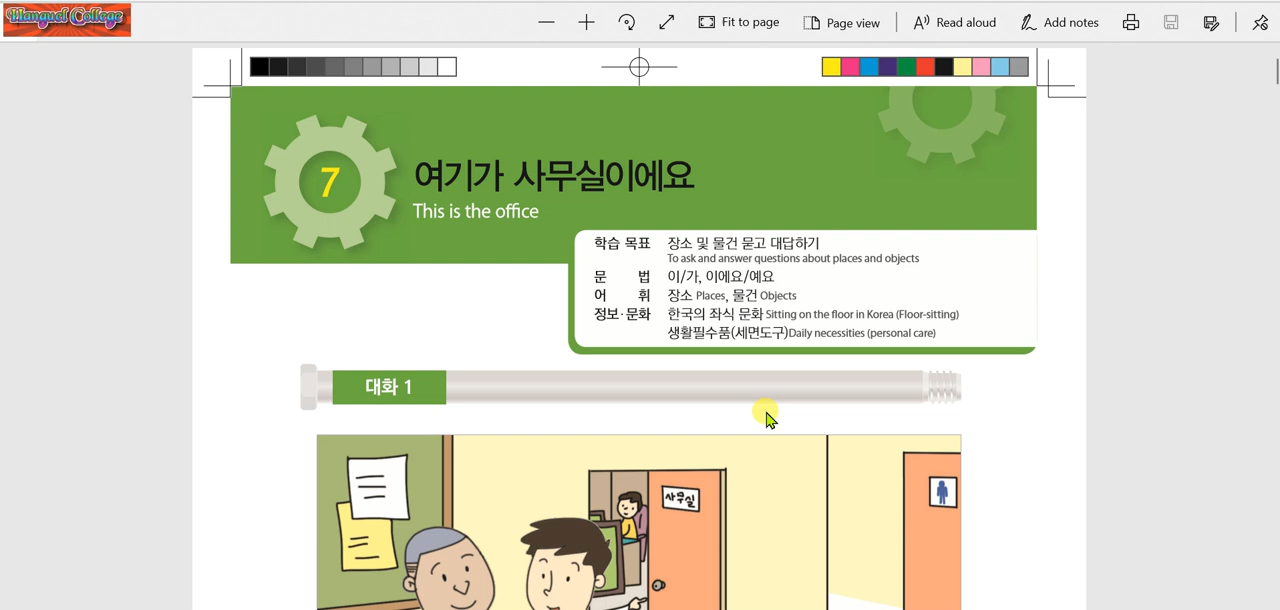 Hanguel College
Fit to page
Page view
Read aloud
Add notes
7
여기가 사무실이에요
This is the office
학습 목표 장소 및 물건 묻고 대답하기
To ask and answer questions about places and objects
문 법 이/가, 이에요/예요
어 휘 장소 Places, 물건 Objects
정보·문화 한국의 좌식 문화 Sitting on the floor in Korea (Floor-sitting)
생활필수품(세면도구)Daily necessities (personal care)
대화 1
사무실